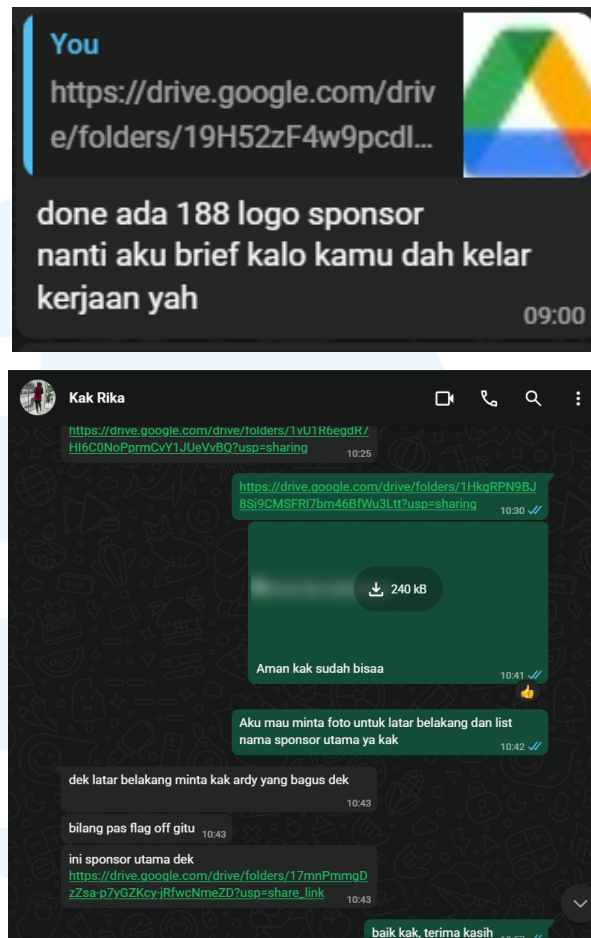 You
https://drive.google.com/driv
e/folders/19H52zF4w9pcdl...
done ada 188 logo sponsor
nanti aku brief kalo kamu dah kelar
kerjaan yah
09:00
Kak Rika
https://drive.google.com/drive/folders/1vU1R6egdR7
HI6C0NoPprmCvY1JUeVvBQ?usp=sharing
10:25
https://drive.google.com/drive/folders/1HkgRPN9BJ
8Si9CMSFRI7bm46BfWu3Ltt?usp=sharing
10:30
240 kB
Aman kak sudah bisaa
10:41
Aku mau minta foto untuk latar belakang dan list
nama sponsor utama ya kak
10:42
dek latar belakang minta kak ardy yang bagus dek
10:43
bilang pas flag off gitu
10:43
ini sponsor utama dek
https://drive.google.com/drive/folders/17mnPmmgD
zZsa-p7yGZKcy-jRfwcNmeZD?usp=share_link
10:43
baik kak, terima kasih